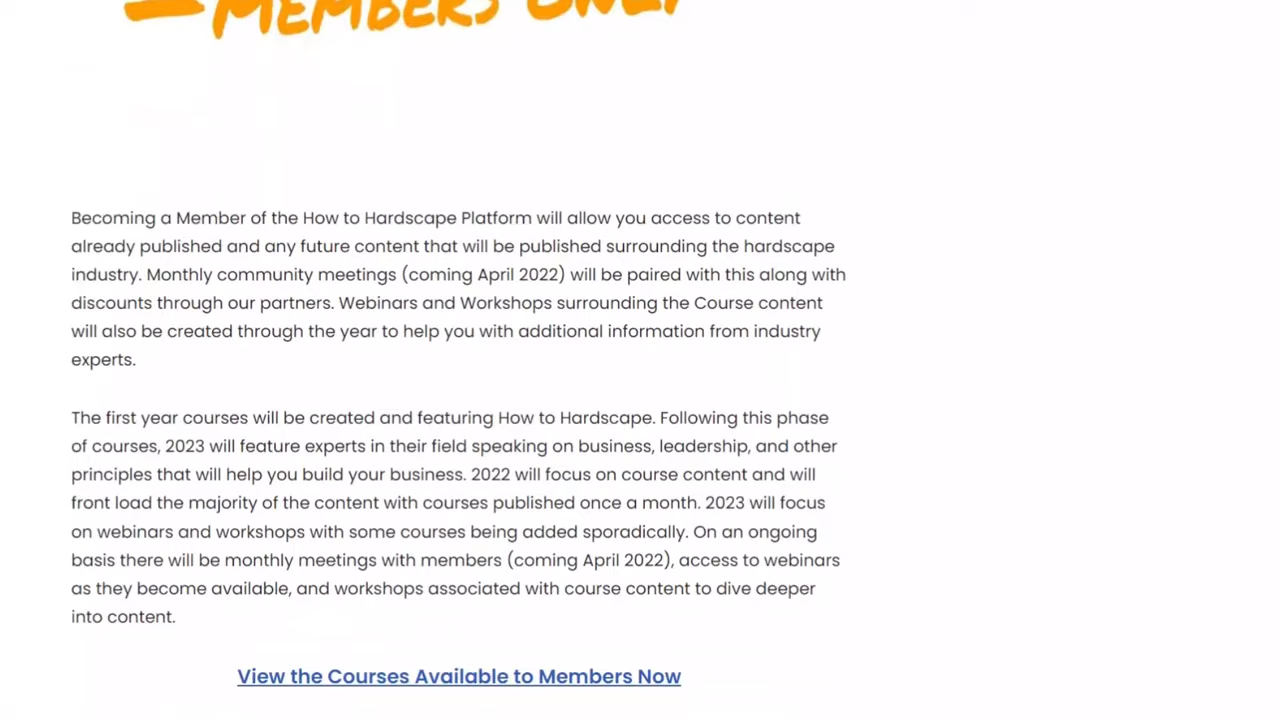 MEMBERS ONLY
Becoming a Member of the How to Hardscape Platform will allow you access to content
already published and any future content that will be published surrounding the hardscape
industry. Monthly community meetings (coming April 2022) will be paired with this along with
discounts through our partners. Webinars and Workshops surrounding the Course content
will also be created through the year to help you with additional information from industry
experts.
The first year courses will be created and featuring How to Hardscape. Following this phase
of courses, 2023 will feature experts in their field speaking on business, leadership, and other
principles that will help you build your business. 2022 will focus on course content and will
front load the majority of the content with courses published once a month. 2023 will focus
on webinars and workshops with some courses being added sporadically. On an ongoing
basis there will be monthly meetings with members (coming April 2022), access to webinars
as they become available, and workshops associated with course content to dive deeper
into content.
View the Courses Available to Members Now